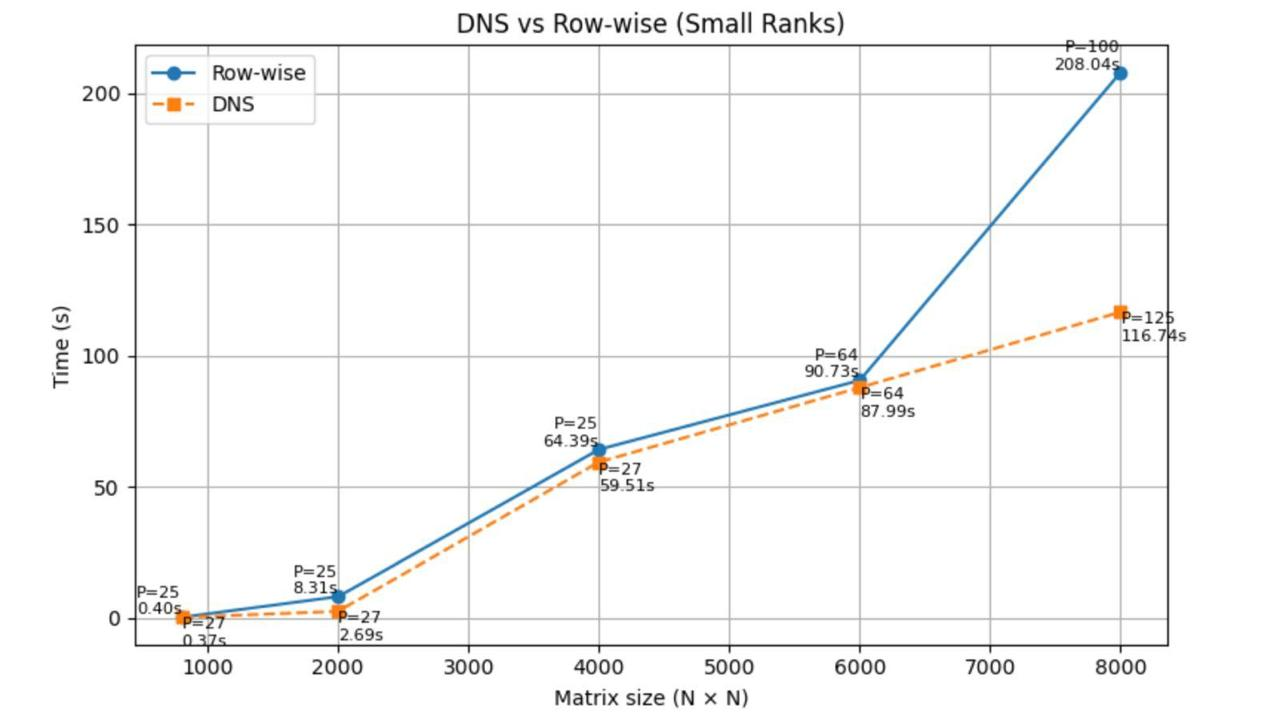 DNS vs Row-wise (Small Ranks)
Row-wise
DNS
P=100
208.04s
P=125
116.74s
P=64
90.73s
P=64
87.99s
P=25
64.39s
P=27
59.51s
P=25
8.31s
P=27
2.69s
P=25
0.40s
P=27
0.37s
200
150
100
50
0
Time (s)
1000 2000 3000 4000 5000 6000 7000 8000
Matrix size (N × N)